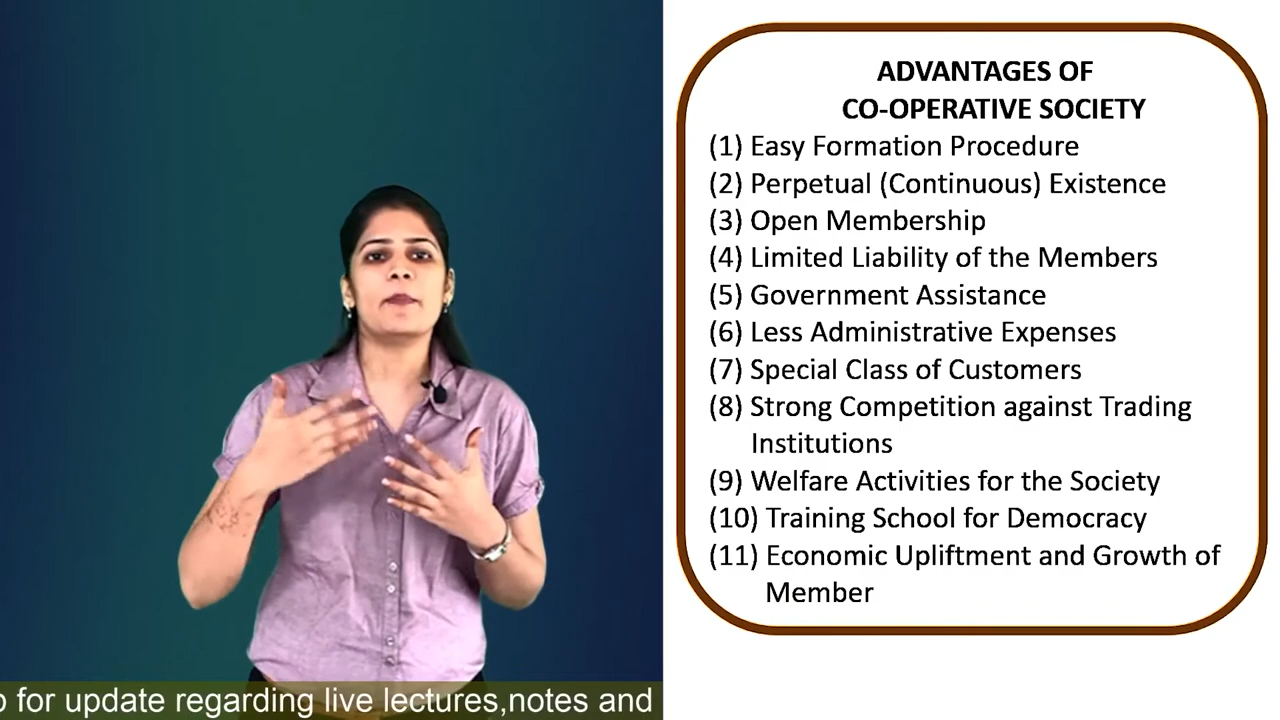 ADVANTAGES OF
CO-OPERATIVE SOCIETY
(1) Easy Formation Procedure
(2) Perpetual (Continuous) Existence
(3) Open Membership
(4) Limited Liability of the Members
(5) Government Assistance
(6) Less Administrative Expenses
(7) Special Class of Customers
(8) Strong Competition against Trading
Institutions
(9) Welfare Activities for the Society
(10) Training School for Democracy
(11) Economic Upliftment and Growth of
Member
for update regarding live lectures,notes and